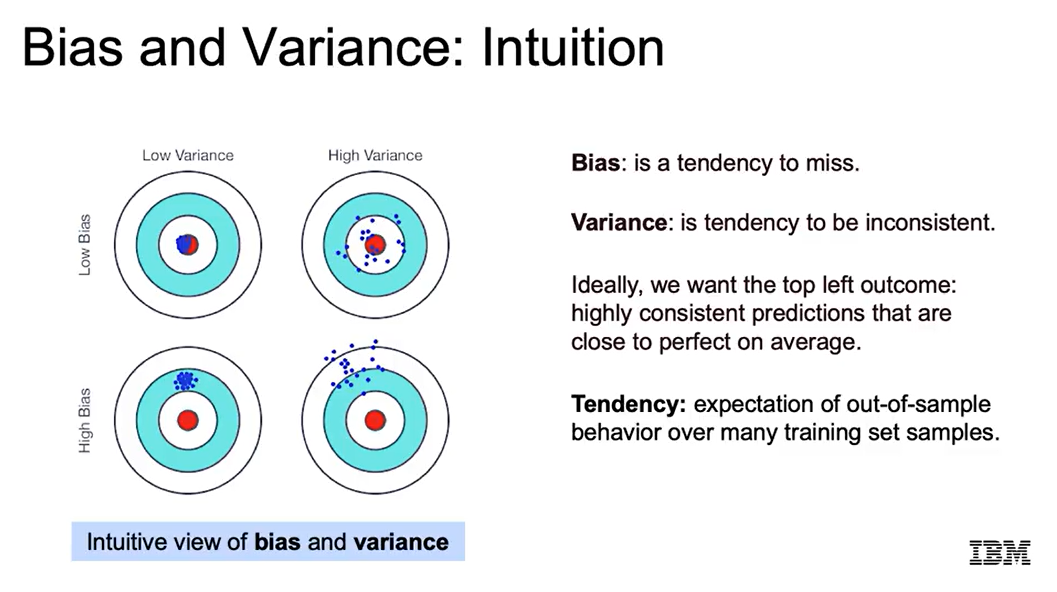 Bias and Variance: Intuition
Low Variance
High Variance
Low Bias
High Bias
Intuitive view of bias and variance
Bias: is a tendency to miss.
Variance: is tendency to be inconsistent.
Ideally, we want the top left outcome:
highly consistent predictions that are
close to perfect on average.
Tendency: expectation of out-of-sample
behavior over many training set samples.
IBM